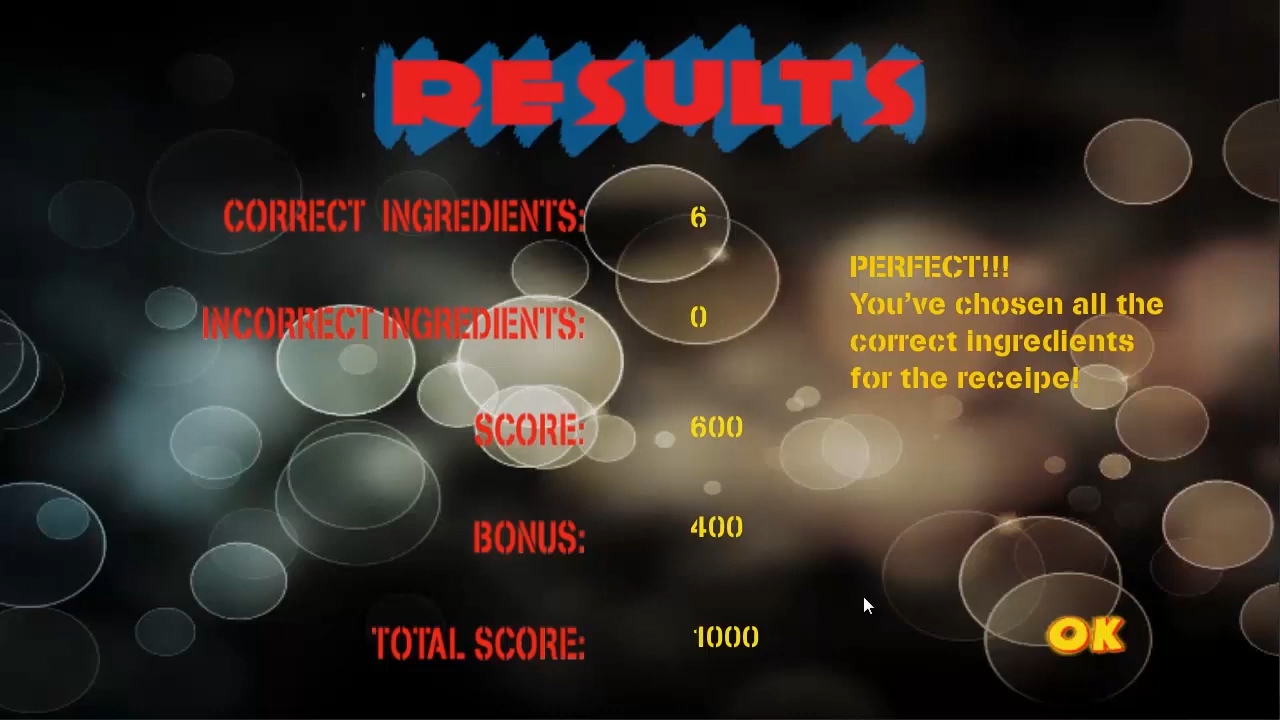 RESULTS
CORRECT INGREDIENTS: 6
INCORRECT INGREDIENTS: 0
SCORE: 600
BONUS: 400
TOTAL SCORE: 1000
PERFECT!!!
You've chosen all the
correct ingredients
for the receipe!
OK